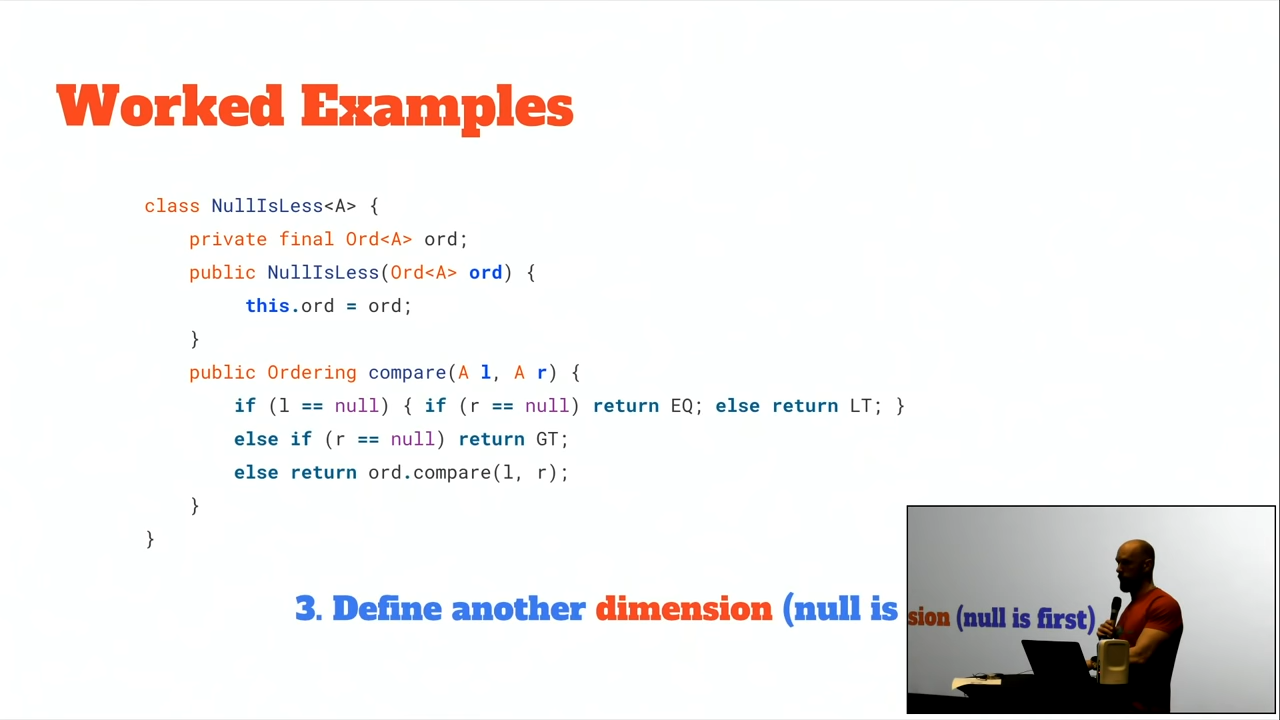 Worked Examples
class NullIsLess<A> {
    private final Ord<A> ord;
    public NullIsLess(Ord<A> ord) {
         this.ord = ord;
    }
    public Ordering compare(A l, A r) {
        if (l == null) { if (r == null) return EQ; else return LT; }
        else if (r == null) return GT;
        else return ord.compare(l, r);
    }
}
3. Define another dimension (null is
sion (null is first)